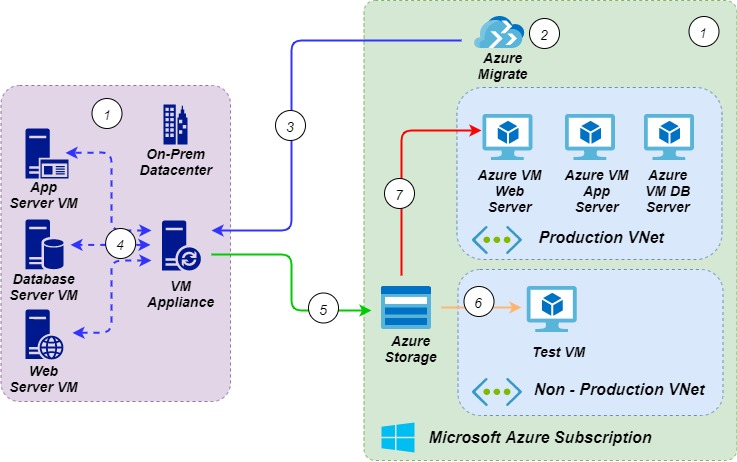 1
On-Prem
Datacenter
App
Server VM
4
Database
Server VM
VM
Appliance
Web
Server VM
3
5
2
1
Azure
Migrate
7
Azure VM
Web
Server
Azure VM
App
Server
Azure
VM DB
Server
Production VNet
6
Azure
Storage
Test VM
Non - Production VNet
Microsoft Azure Subscription